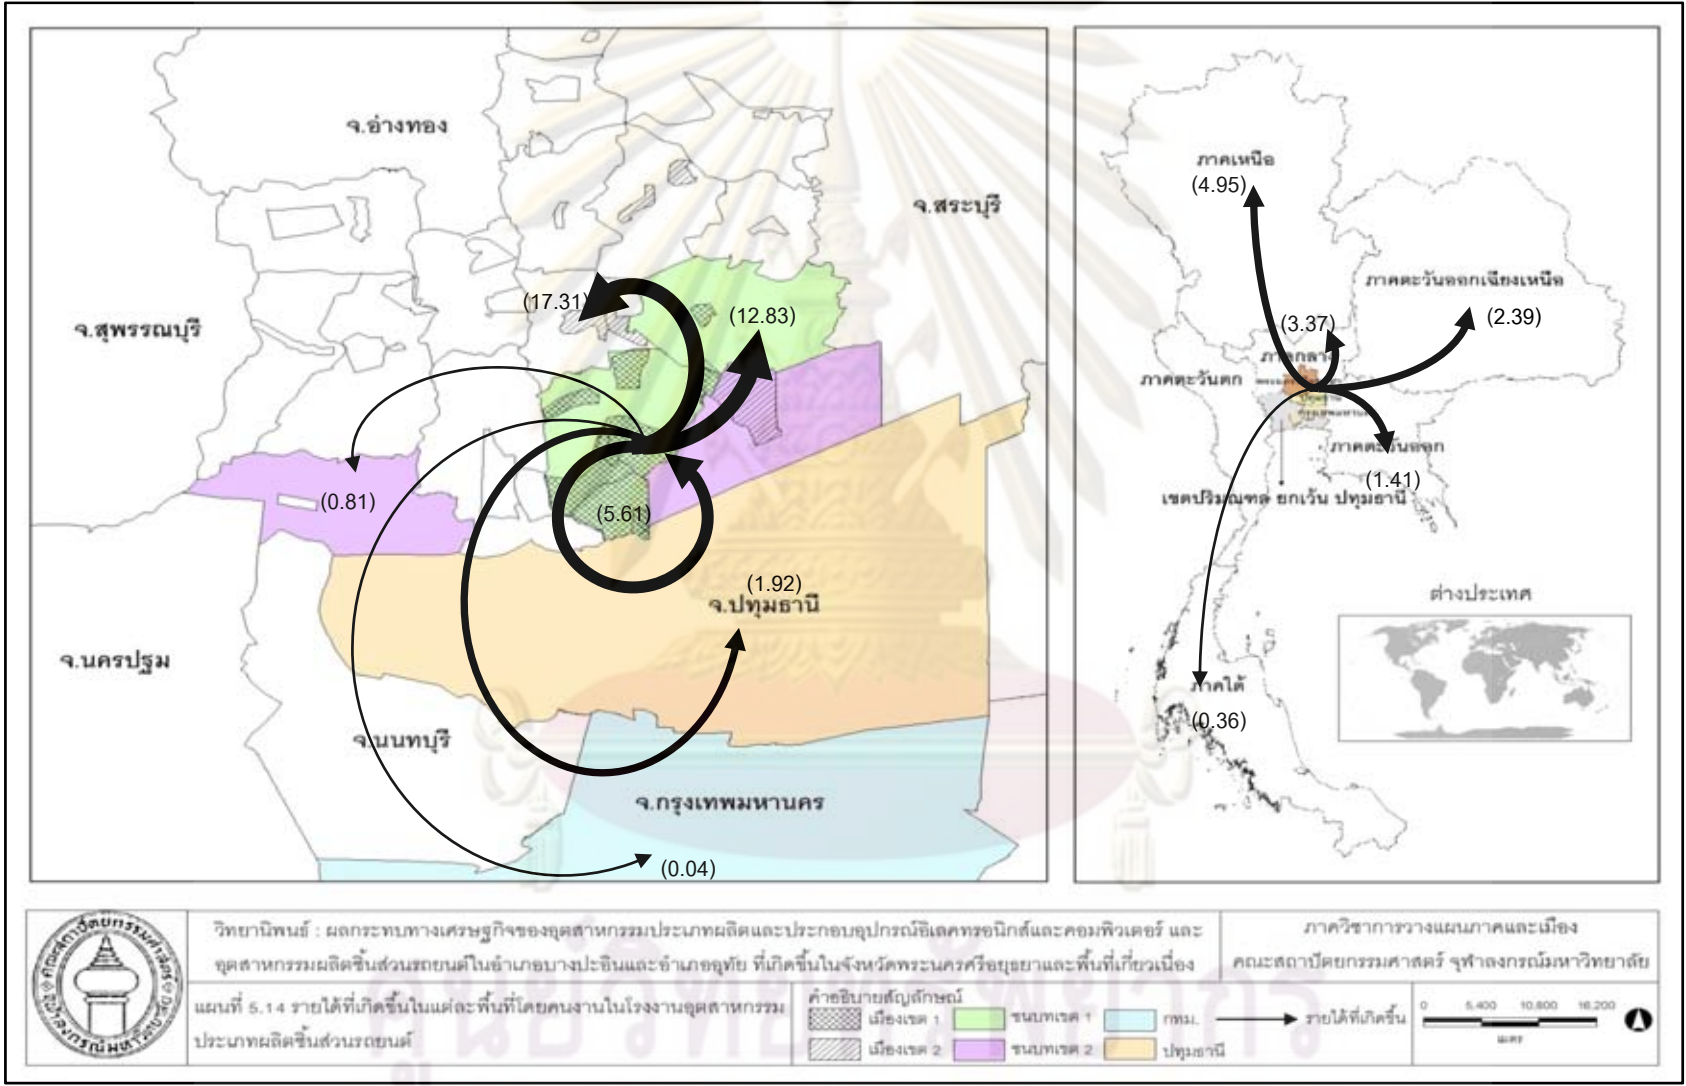 จ.อ่างทอง
จ.สระบุรี
(17.31)
(12.83)
จ.สุพรรณบุรี
(0.81)
(5.61)
(1.92)
จ.ปทุมธานี
จ.นครปฐม
จ.นนทบุรี
จ.กรุงเทพมหานคร
(0.04)
ภาคเหนือ
(4.95)
ภาคตะวันออกเฉียงเหนือ
(3.37)
(2.39)
ภาคกลาง
ภาคตะวันตก
ภาคตะวันออก
(1.41)
เขตปริมณฑล ยกเว้น ปทุมธานี
ต่างประเทศ
ภาคใต้
(0.36)
วิทยานิพนธ์ : ผลกระทบทางเศรษฐกิจของอุตสาหกรรมประเภทผลิตและประกอบอุปกรณ์อิเลคทรอนิกส์และคอมพิวเตอร์ และ
อุตสาหกรรมผลิตชิ้นส่วนรถยนต์ในอำเภอบางปะอินและอำเภออุทัย ที่เกิดขึ้นในจังหวัดพระนครศรีอยุธยาและพื้นที่เกี่ยวเนื่อง
ภาควิชาการวางแผนภาคและเมือง
คณะสถาปัตยกรรมศาสตร์ จุฬาลงกรณ์มหาวิทยาลัย
แผนที่ 5.14 รายได้ที่เกิดขึ้นในแต่ละพื้นที่โดยคนงานในโรงงานอุตสาหกรรม
ประเภทผลิตชิ้นส่วนรถยนต์
คำอธิบายสัญลักษณ์
เมืองเขต 1 ชนบทเขต 1 กทม. รายได้ที่เกิดขึ้น
เมืองเขต 2 ชนบทเขต 2 ปทุมธานี
0 5,400 10,800 16,200
เมตร